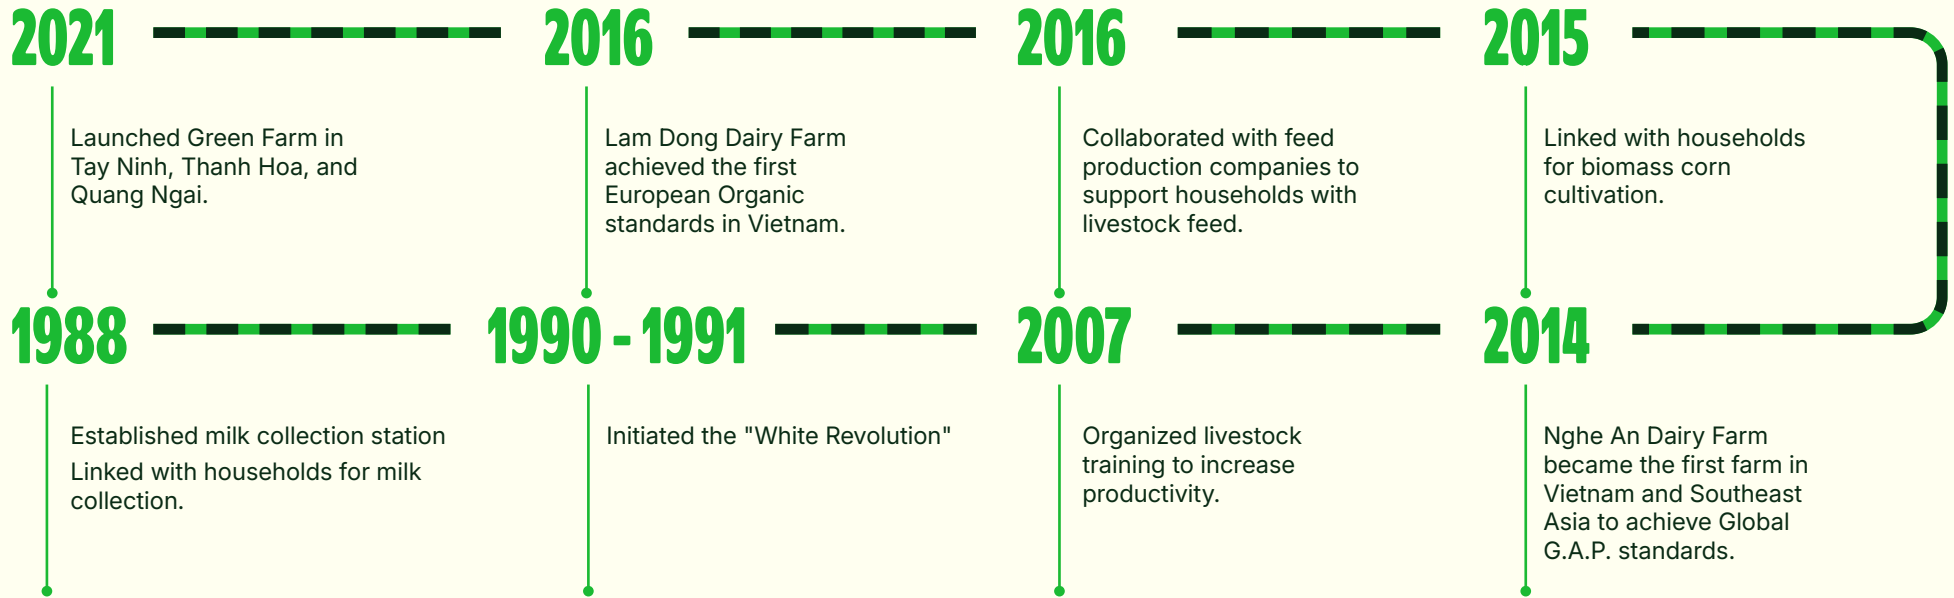 2021
Launched Green Farm in
Tay Ninh, Thanh Hoa, and
Quang Ngai.
2016
Lam Dong Dairy Farm
achieved the first
European Organic
standards in Vietnam.
2016
Collaborated with feed
production companies to
support households with
livestock feed.
2015
Linked with households
for biomass corn
cultivation.
1988
Established milk collection station
Linked with households for milk
collection.
1990 - 1991
Initiated the "White Revolution"
2007
Organized livestock
training to increase
productivity.
2014
Nghe An Dairy Farm
became the first farm in
Vietnam and Southeast
Asia to achieve Global
G.A.P. standards.